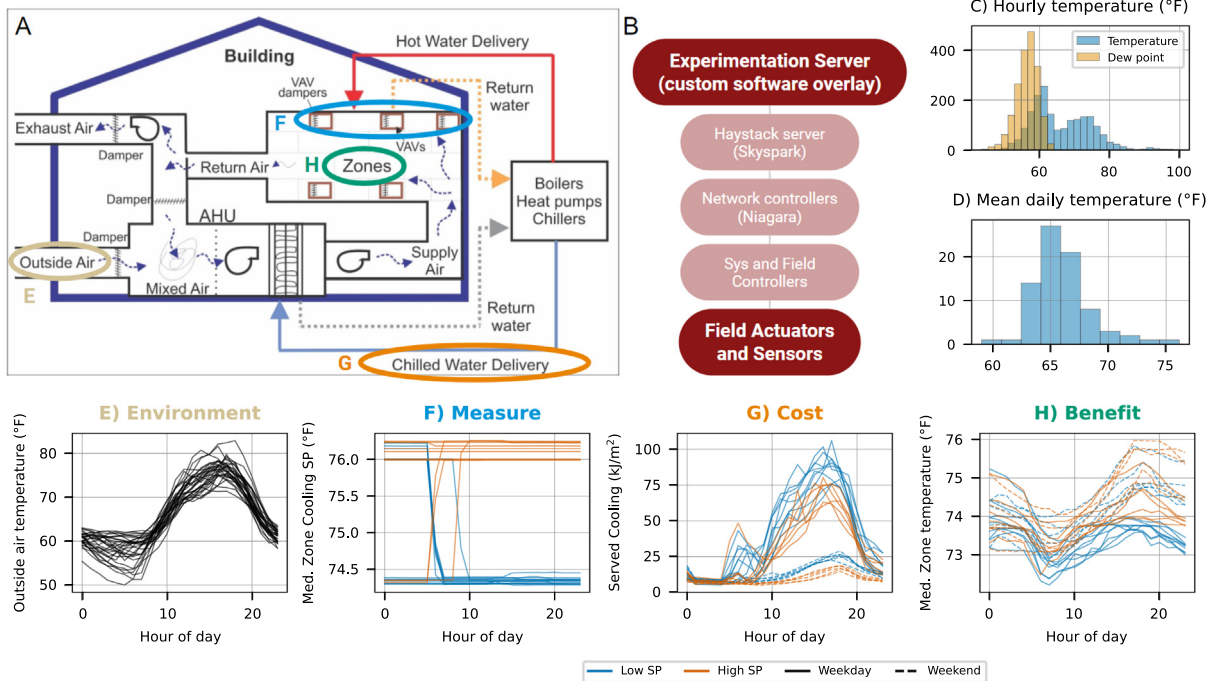 A
Building
Hot Water Delivery
VAV
dampers
Return
water
F
Exhaust Air
Damper
VAVs
Return Air
H
Zones
Boilers
Heat pumps
Chillers
Damper
AHU
Damper
Outside Air
Supply
Air
E
Mixed Air
Return
water
G
Chilled Water Delivery
B
Experimentation Server
(custom software overlay)
Haystack server
(Skyspark)
Network controllers
(Niagara)
Sys and Field
Controllers
Field Actuators
and Sensors
C) Hourly temperature (°F)
Temperature
Dew point
400
200
0
60
80
100
D) Mean daily temperature (°F)
20
10
0
60
65
70
75
E) Environment
Outside air temperature (°F)
80
70
60
50
0
10
20
Hour of day
F) Measure
Med. Zone Cooling SP (°F)
76.0
75.5
75.0
74.5
0
10
20
Hour of day
G) Cost
Served Cooling (kJ/m²)
100
75
50
25
0
0
10
20
Hour of day
H) Benefit
Med. Zone temperature (°F)
76
75
74
73
0
10
20
Hour of day
Low SP
High SP
Weekday
Weekend